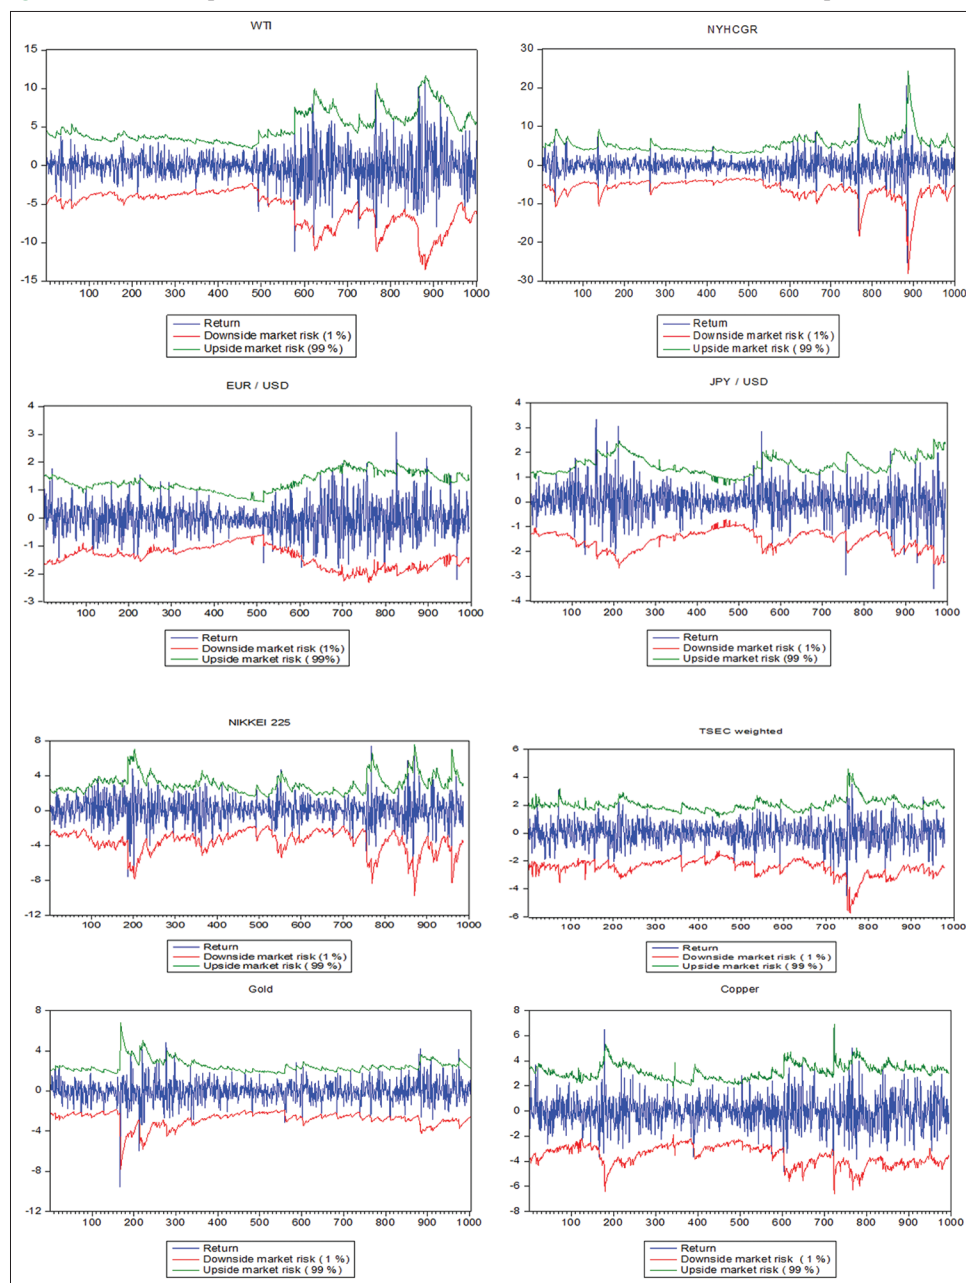 WTI
15
10
5
0
-5
-10
-15
100 200 300 400 500 600 700 800 900 1000
Return
Downside market risk (1 %)
Upside market risk (99 %)
NYHCGR
30
20
10
0
-10
-20
-30
100 200 300 400 500 600 700 800 900 1000
Return
Downside market risk (1%)
Upside market risk ( 99 %)
EUR / USD
4
3
2
1
0
-1
-2
-3
100 200 300 400 500 600 700 800 900 1000
Return
Downside market risk (1%)
Upside market risk ( 99%)
JPY / USD
4
3
2
1
0
-1
-2
-3
-4
100 200 300 400 500 600 700 800 900 1000
Return
Downside market risk ( 1%)
Upside market risk (99 %)
NIKKEI 225
8
4
0
-4
-8
-12
100 200 300 400 500 600 700 800 900 1000
Return
Downside market risk (1 %)
Upside market risk ( 99 %)
TSEC weighted
6
4
2
0
-2
-4
-6
100 200 300 400 500 600 700 800 900 1000
Return
Downside market risk ( 1 %)
Upside market risk ( 99 %)
Gold
8
4
0
-4
-8
-12
100 200 300 400 500 600 700 800 900 1000
Return
Downside market risk ( 1 %)
Upside market risk ( 99 %)
Copper
8
6
4
2
0
-2
-4
-6
-8
100 200 300 400 500 600 700 800 900 1000
Return
Downside market risk ( 1 %)
Upside market risk ( 99 %)